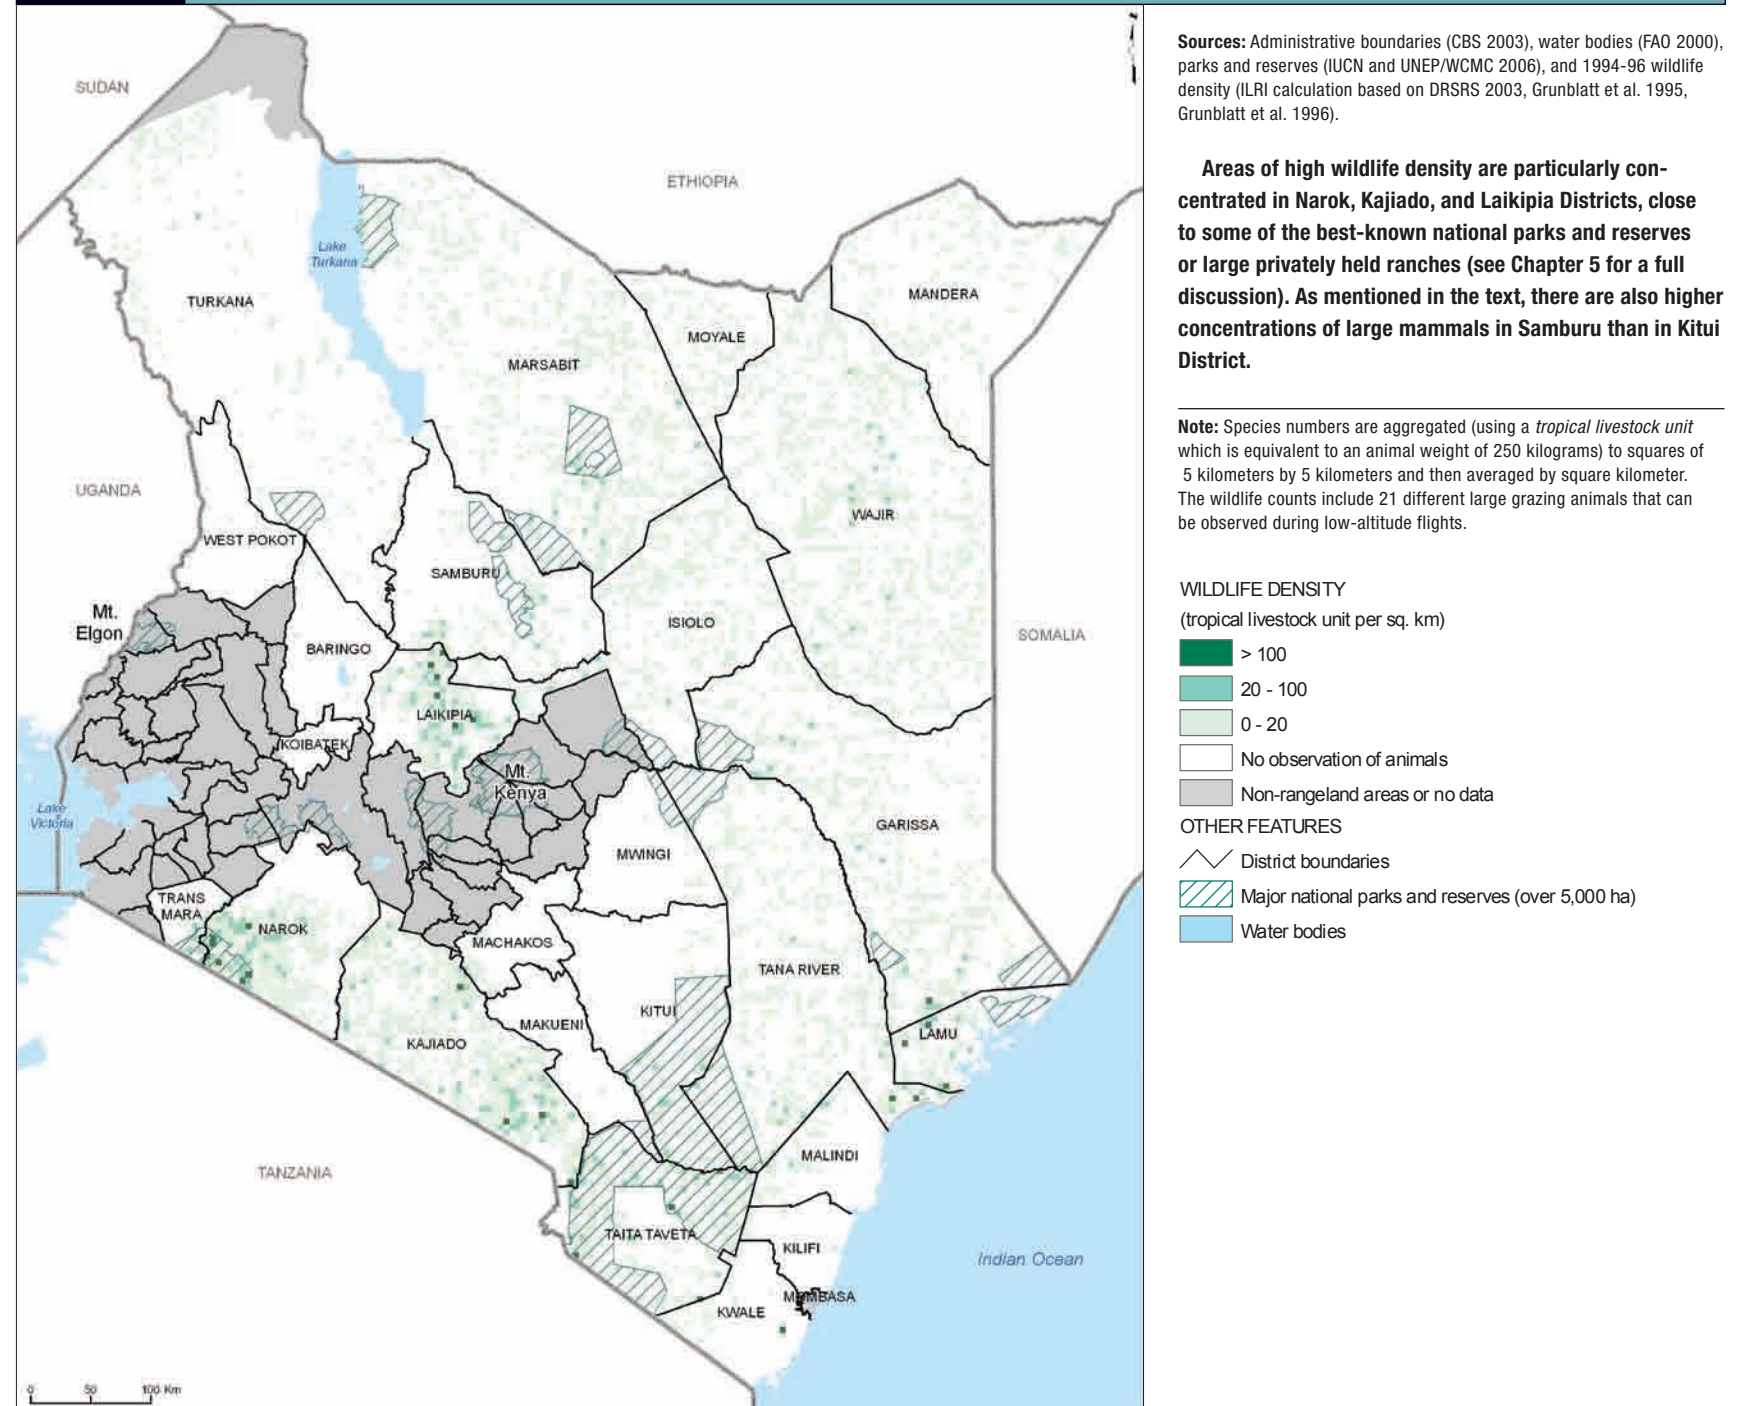 SUDAN
ETHIOPIA
Lake
Turkana
TURKANA
MANDERA
MOYALE
MARSABIT
UGANDA
WAJIR
WEST POKOT
SAMBURU
Mt.
Elgon
ISIOLO
SOMALIA
BARINGO
LAIKIPIA
KOIBATEK
Mt.
Kenya
Lake
Victoria
GARISSA
MWINGI
TRANS
MARA
NAROK
MACHAKOS
TANA RIVER
KITUI
MAKUENI
LAMU
KAJIADO
MALINDI
TANZANIA
TAITA TAVETA
KILIFI
Indian Ocean
MOMBASA
KWALE
0 50 100 Km
Sources: Administrative boundaries (CBS 2003), water bodies (FAO 2000),
parks and reserves (IUCN and UNEP/WCMC 2006), and 1994-96 wildlife
density (ILRI calculation based on DRSRS 2003, Grunblatt et al. 1995,
Grunblatt et al. 1996).
Areas of high wildlife density are particularly con-
centrated in Narok, Kajiado, and Laikipia Districts, close
to some of the best-known national parks and reserves
or large privately held ranches (see Chapter 5 for a full
discussion). As mentioned in the text, there are also higher
concentrations of large mammals in Samburu than in Kitui
District.
Note: Species numbers are aggregated (using a tropical livestock unit
which is equivalent to an animal weight of 250 kilograms) to squares of
5 kilometers by 5 kilometers and then averaged by square kilometer.
The wildlife counts include 21 different large grazing animals that can
be observed during low-altitude flights.
WILDLIFE DENSITY
(tropical livestock unit per sq. km)
> 100
20 - 100
0 - 20
No observation of animals
Non-rangeland areas or no data
OTHER FEATURES
District boundaries
Major national parks and reserves (over 5,000 ha)
Water bodies